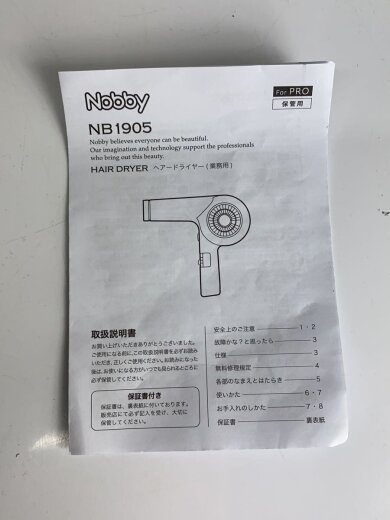 Nobby
For PRO
保管用
NB1905
Nobby believes everyone can be beautiful.
Our imagination and technology support the professionals
who bring out this beauty.
HAIR DRYER ヘアードライヤー(業務用)
取扱説明書
お買い上げいただきありがとうございました。
ご使用になる前に、この取扱説明書を必ずお読み
いただき、正しくご使用ください。お読みになった
後は、お使いになる方がいつでも見られるところに
必ず保管してください。
保証書付き
保証書は、裏表紙に付いております。
販売店にて必ず記入を受け、大切に
保管してください。
安全上のご注意 1・2
故障かな?と思ったら 3
仕様 3
無料修理規定 4
各部のなまえとはたらき 5
使いかた 6・7
お手入れのしかた 7・8
保証書 裏表紙